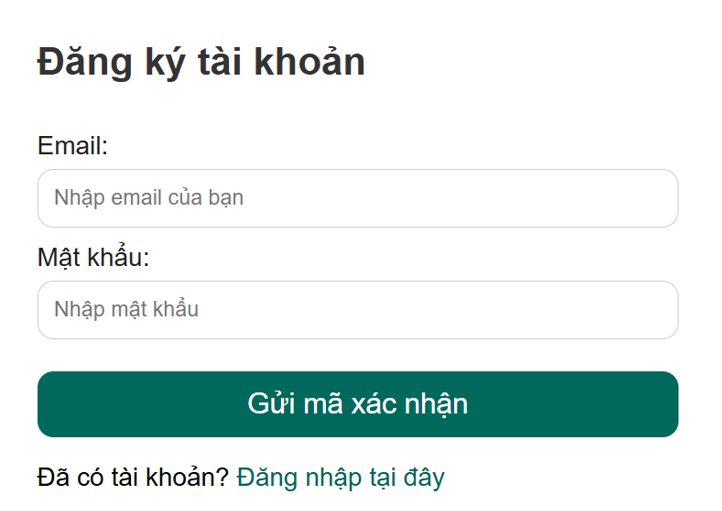 Đăng ký tài khoản
Email:
Nhập email của bạn
Mật khẩu:
Nhập mật khẩu
Gửi mã xác nhận
Đã có tài khoản? Đăng nhập tại đây